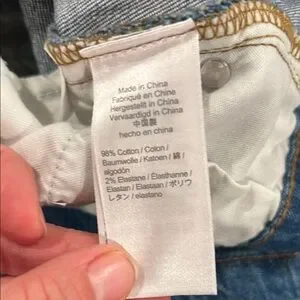 Made in China
Fabriqué en China
Hergestellt in China
Vervaardigd in China
中国製
hecho en china
98% Cotton / Coton /
Baumwolle / Katoen / 綿 /
algodón
2% Elastane / Elasthanne /
Elastan / Elastaan / ポリウ
レタン / elastano